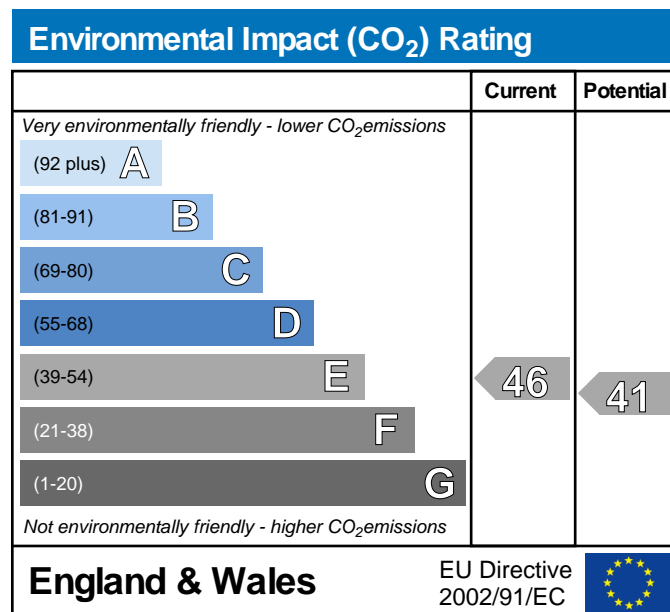 Environmental Impact (CO₂) Rating
Current Potential
Very environmentally friendly - lower CO₂emissions
(92 plus) A
(81-91) B
(69-80) C
(55-68) D
(39-54) E 46 41
(21-38) F
(1-20) G
Not environmentally friendly - higher CO₂emissions
England & Wales
EU Directive
2002/91/EC